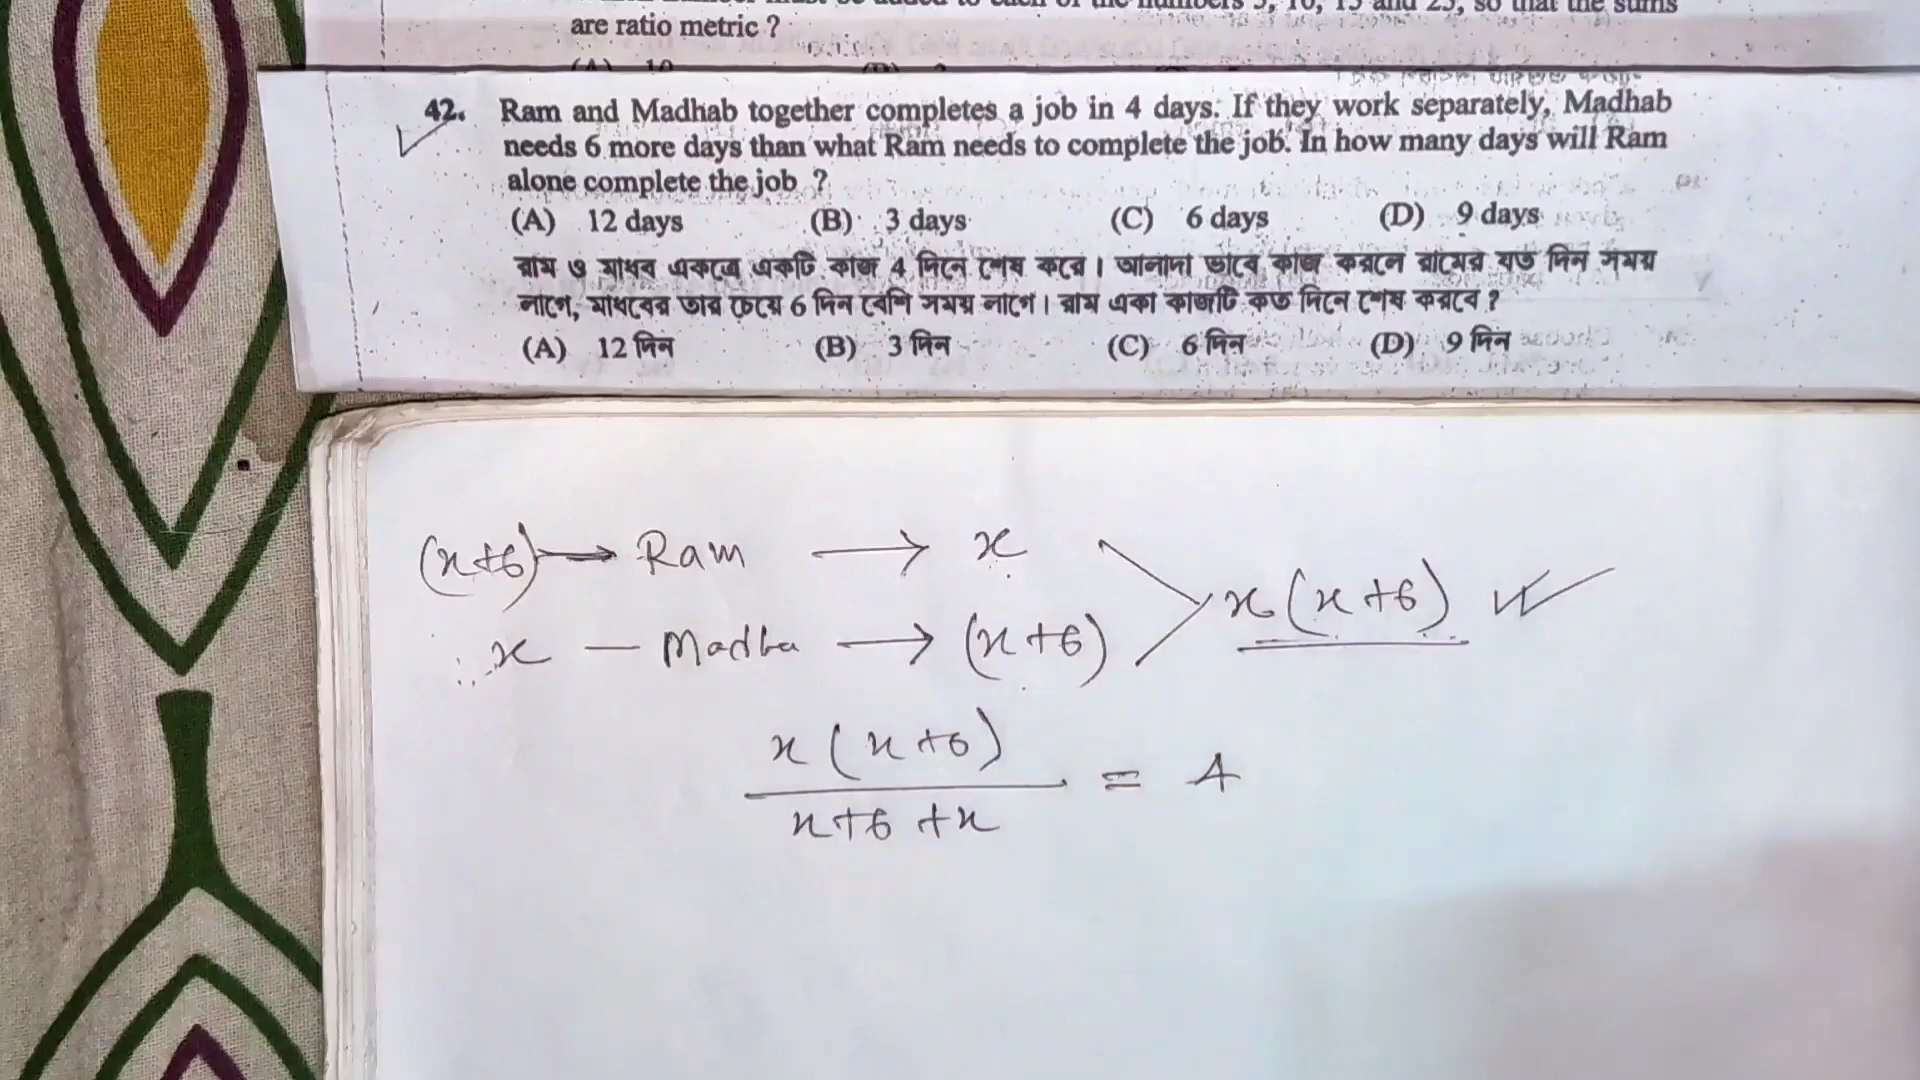 are ratio metric ?
(A) 10
42. Ram and Madhab together completes a job in 4 days. If they work separately, Madhab
needs 6 more days than what Ram needs to complete the job. In how many days will Ram
alone complete the job ?
(A) 12 days (B) 3 days (C) 6 days (D) 9 days
রাম ও মাধব একত্রে একটি কাজ 4 দিনে শেষ করে। আলাদা ভাবে কাজ করলে রামের যত দিন সময়
লাগে, মাধবের তার চেয়ে 6 দিন বেশি সময় লাগে। রাম একা কাজটি কত দিনে শেষ করবে ?
(A) 12 দিন (B) 3 দিন (C) 6 দিন (D) 9 দিন
(x+6) → Ram → x
x — Madha → (x+6)
x(x+6)
x(x+6)
x+6+x
= 4